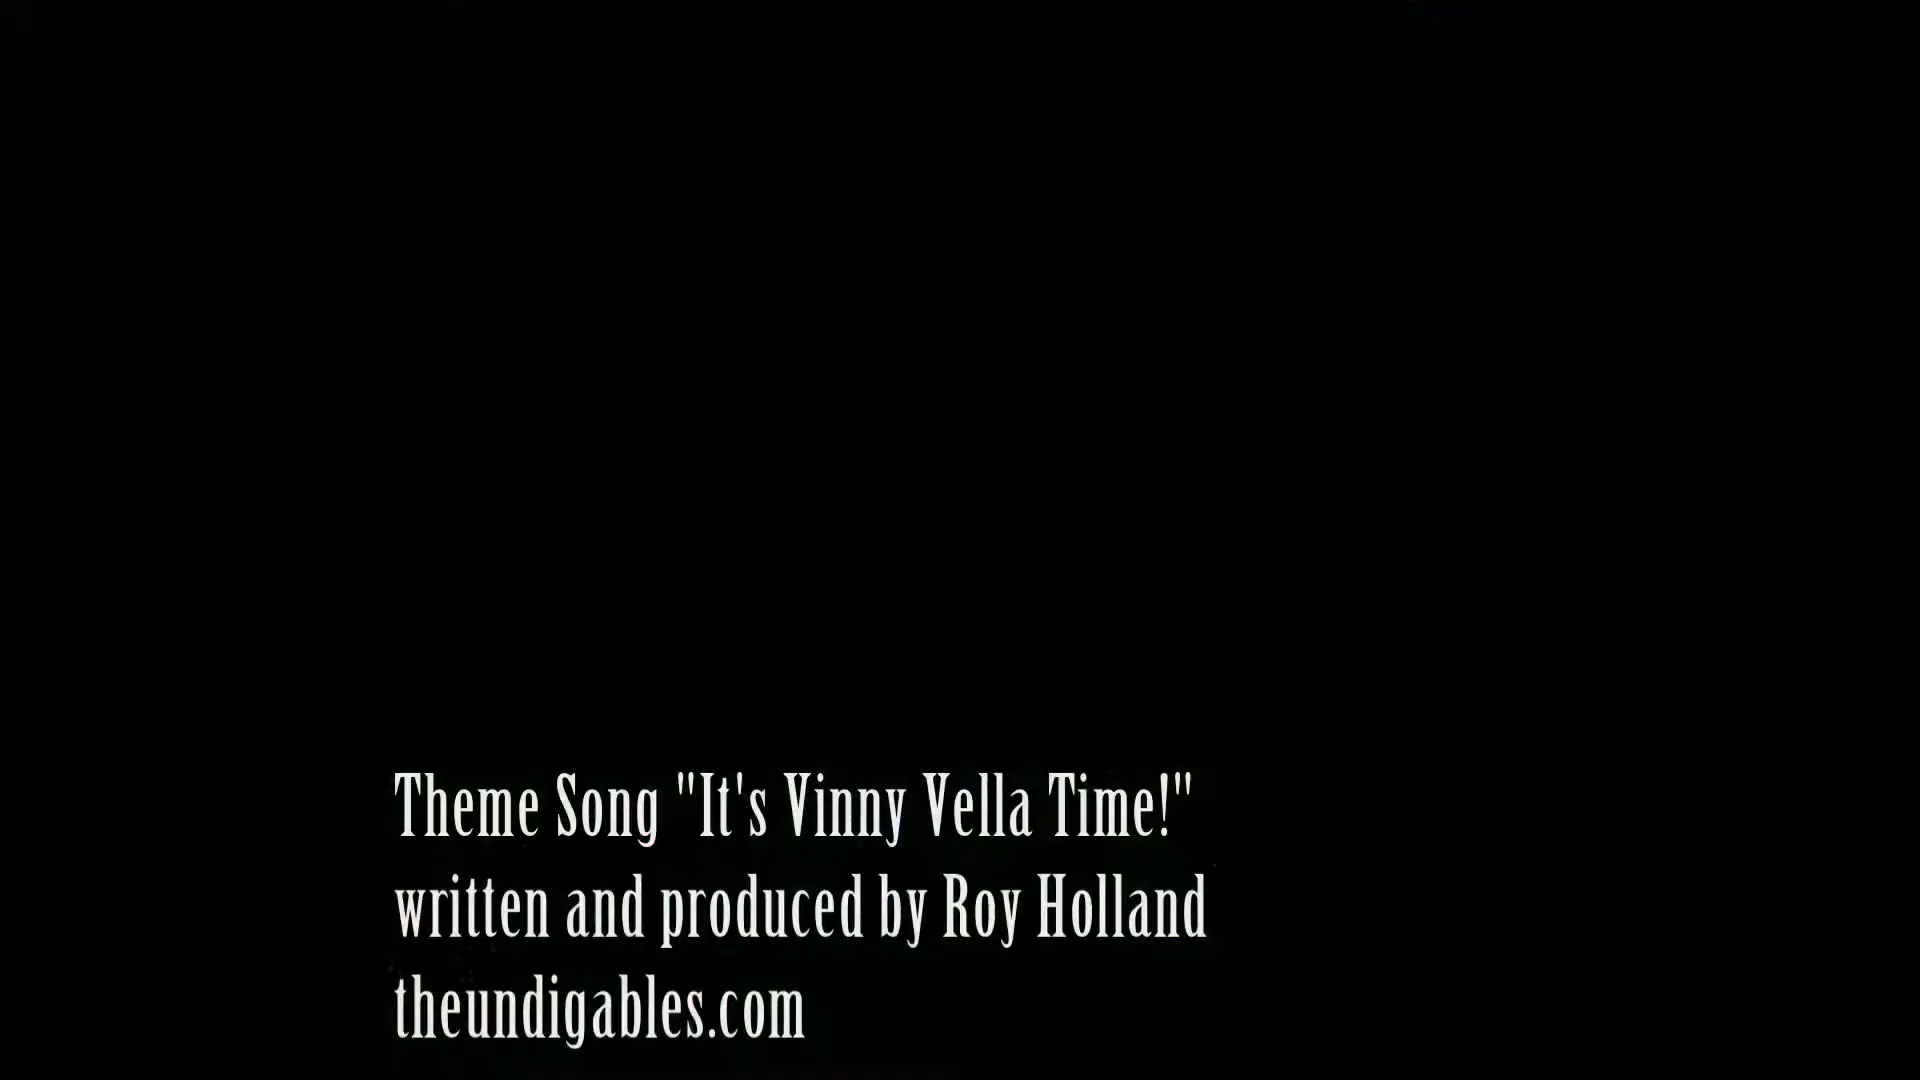 Theme Song "It's Vinny Vella Time!"
written and produced by Roy Holland
theundigables.com